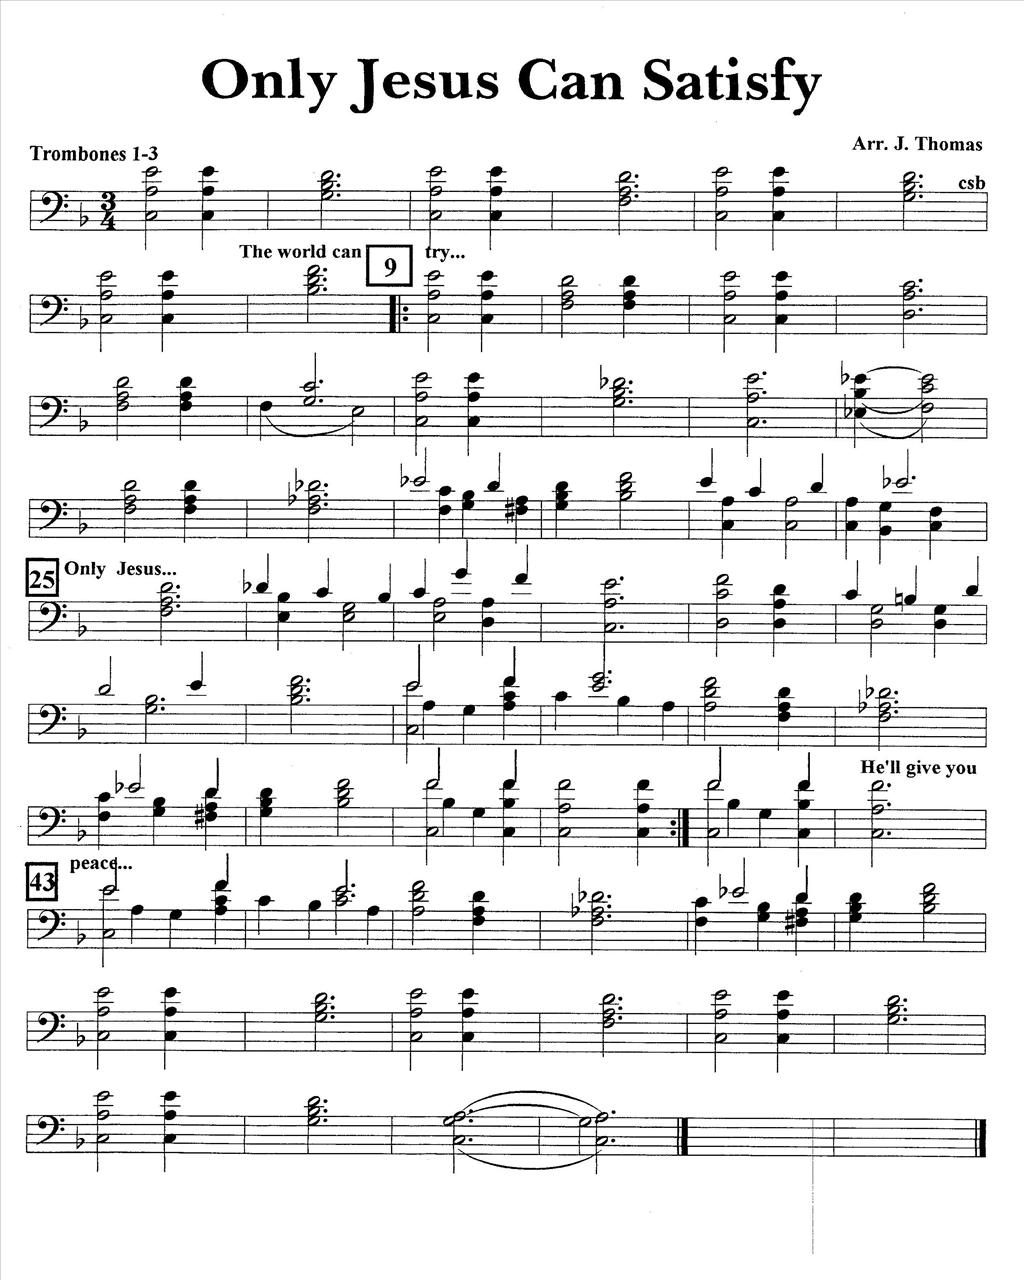 Only Jesus Can Satisfy
Trombones 1-3
Arr. J. Thomas
csb
3
4
The world can
9
try...
25
Only Jesus...
He'll give you
43
peace...